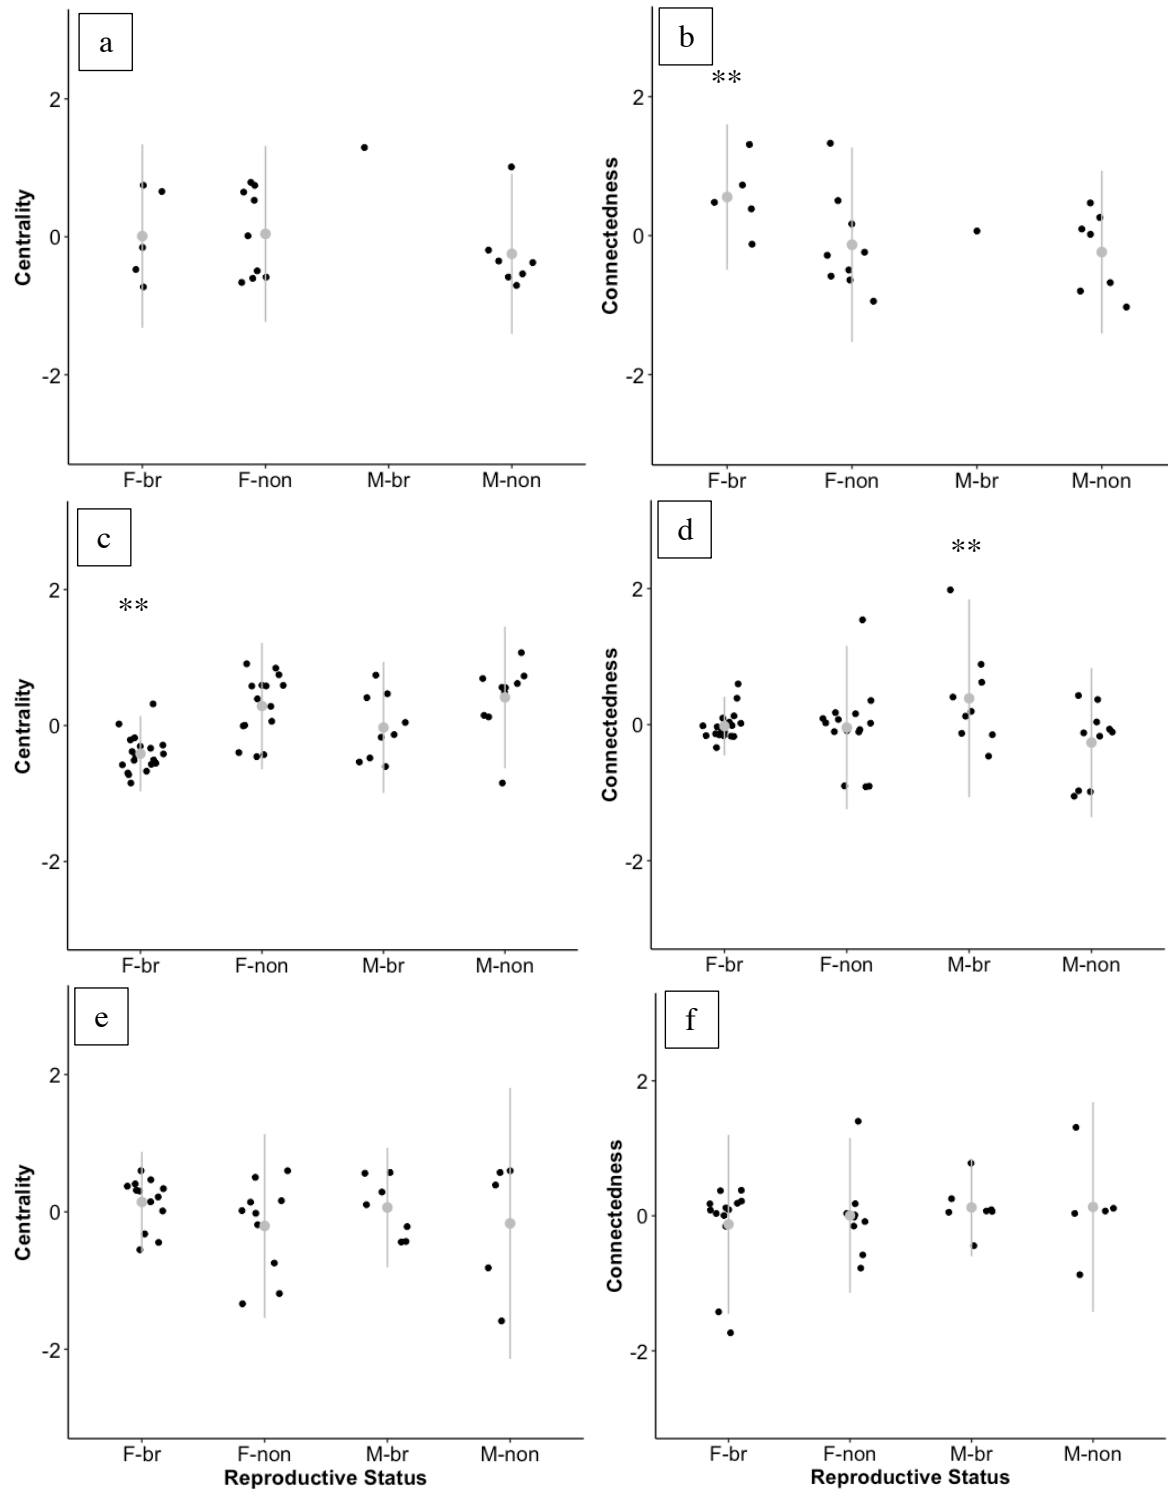 a
Centrality
2
0
-2
F-br F-non M-br M-non
b
**
Connectedness
2
0
-2
F-br F-non M-br M-non
c
**
Centrality
2
0
-2
F-br F-non M-br M-non
d
**
Connectedness
2
0
-2
F-br F-non M-br M-non
e
Centrality
2
0
-2
F-br F-non M-br M-non
Reproductive Status
f
Connectedness
2
0
-2
F-br F-non M-br M-non
Reproductive Status